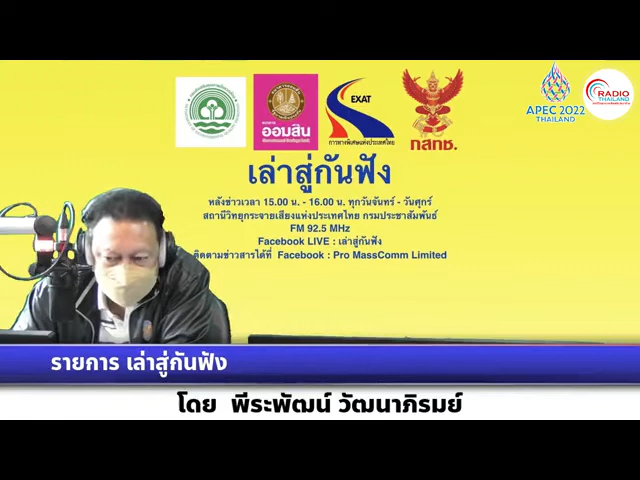 APEC 2022
THAILAND
RADIO
THAILAND
ธนาคาร
ออมสิน
EXAT
การทางพิเศษแห่งประเทศไทย
กสทช.
เล่าสู่กันฟัง
หลังข่าวเวลา 15.00 น. - 16.00 น. ทุกวันจันทร์ - วันศุกร์
สถานีวิทยุกระจายเสียงแห่งประเทศไทย กรมประชาสัมพันธ์
FM 92.5 MHz
Facebook LIVE : เล่าสู่กันฟัง
ติดตามข่าวสารได้ที่ Facebook : Pro MassComm Limited
รายการ เล่าสู่กันฟัง
โดย พีระพัฒน์ วัฒนาภิรมย์